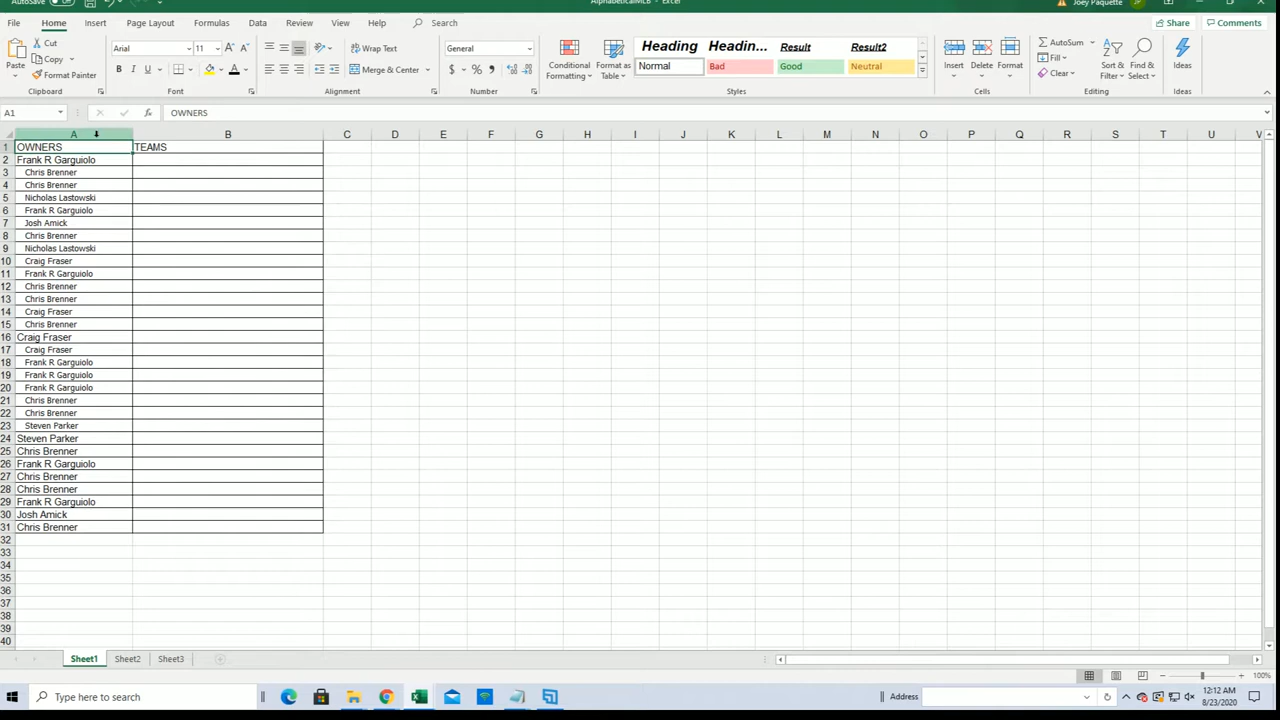 AutoSave Off AlphabeticalMLB - Excel Joey Paquette JP
File Home Insert Page Layout Formulas Data Review View Help Search Share Comments
Paste Cut Copy Format Painter Clipboard
Arial 11 A A B I U A Font
Wrap Text Merge & Center Alignment
General $ % 9 Number
Conditional Formatting Format as Table
Heading Headin... Result Result2
Normal Bad Good Neutral
Styles
Insert Delete Format Cells
AutoSum Fill Clear Sort & Filter Find & Select Editing
Ideas Ideas
A1 fx OWNERS
A B C D E F G H I J K L M N O P Q R S T U V
1 OWNERS TEAMS
2 Frank R Garguiolo
3 Chris Brenner
4 Chris Brenner
5 Nicholas Lastowski
6 Frank R Garguiolo
7 Josh Amick
8 Chris Brenner
9 Nicholas Lastowski
10 Craig Fraser
11 Frank R Garguiolo
12 Chris Brenner
13 Chris Brenner
14 Craig Fraser
15 Chris Brenner
16 Craig Fraser
17 Craig Fraser
18 Frank R Garguiolo
19 Frank R Garguiolo
20 Frank R Garguiolo
21 Chris Brenner
22 Chris Brenner
23 Steven Parker
24 Steven Parker
25 Chris Brenner
26 Frank R Garguiolo
27 Chris Brenner
28 Chris Brenner
29 Frank R Garguiolo
30 Josh Amick
31 Chris Brenner
32
33
34
35
36
37
38
39
40
Sheet1 Sheet2 Sheet3
100%
Type here to search Address 12:12 AM
8/23/2020